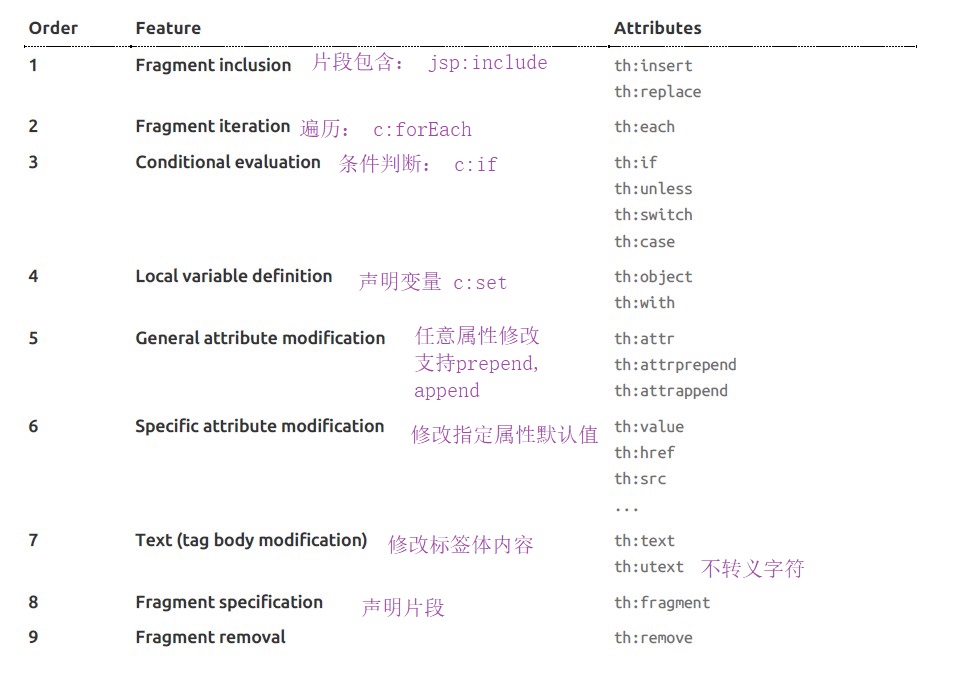 Order Feature Attributes
1 Fragment inclusion 片段包含： jsp:include th:insert
th:replace
2 Fragment iteration 遍历： c:forEach th:each
3 Conditional evaluation 条件判断： c:if th:if
th:unless
th:switch
th:case
4 Local variable definition 声明变量 c:set th:object
th:with
5 General attribute modification 任意属性修改 th:attr
支持prepend, th:attrprepend
append th:attrappend
6 Specific attribute modification 修改指定属性默认值 th:value
th:href
th:src
...
7 Text (tag body modification) 修改标签体内容 th:text
th:utext 不转义字符
8 Fragment specification 声明片段 th:fragment
9 Fragment removal th:remove